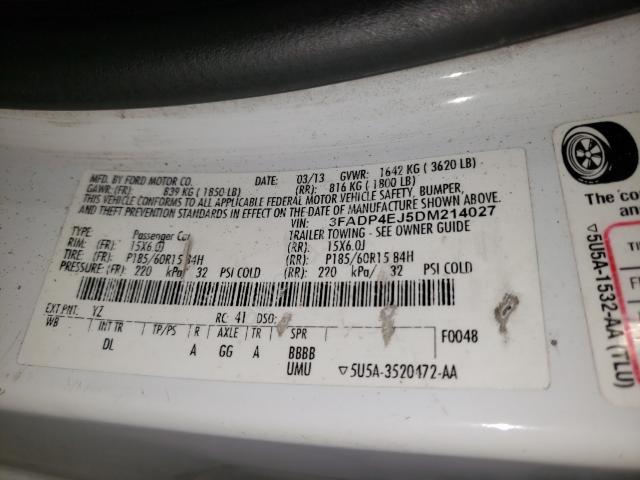 MFD. BY FORD MOTOR CO.
DATE: 03/13 GVWR: 1642 KG ( 3620 LB)
GAWR: (FR): 839 KG ( 1850 LB) (RR): 816 KG ( 1800 LB)
THIS VEHICLE CONFORMS TO ALL APPLICABLE FEDERAL MOTOR VEHICLE SAFETY, BUMPER,
AND THEFT PREVENTION STANDARDS IN EFFECT ON THE DATE OF MANUFACTURE SHOWN ABOVE.
VIN: 3FADP4EJ5DM214027
TYPE: Passenger Car TRAILER TOWING - SEE OWNER GUIDE
RIM: (FR): 15X6.0J (RR): 15X6.0J
TIRE: (FR): P185/60R15 84H (RR): P185/60R15 84H
PRESSURE: (FR): 220 kPa/ 32 PSI COLD (RR): 220 kPa/ 32 PSI COLD
EXT PNT: YZ RC: 41 DSO:
WB INT TR TP/PS R AXLE TR SPR F0048
DL A GG A BBBB
UMU ▽5U5A-3520472-AA
The co
an
▽5U5A-1532-AA (TLU)